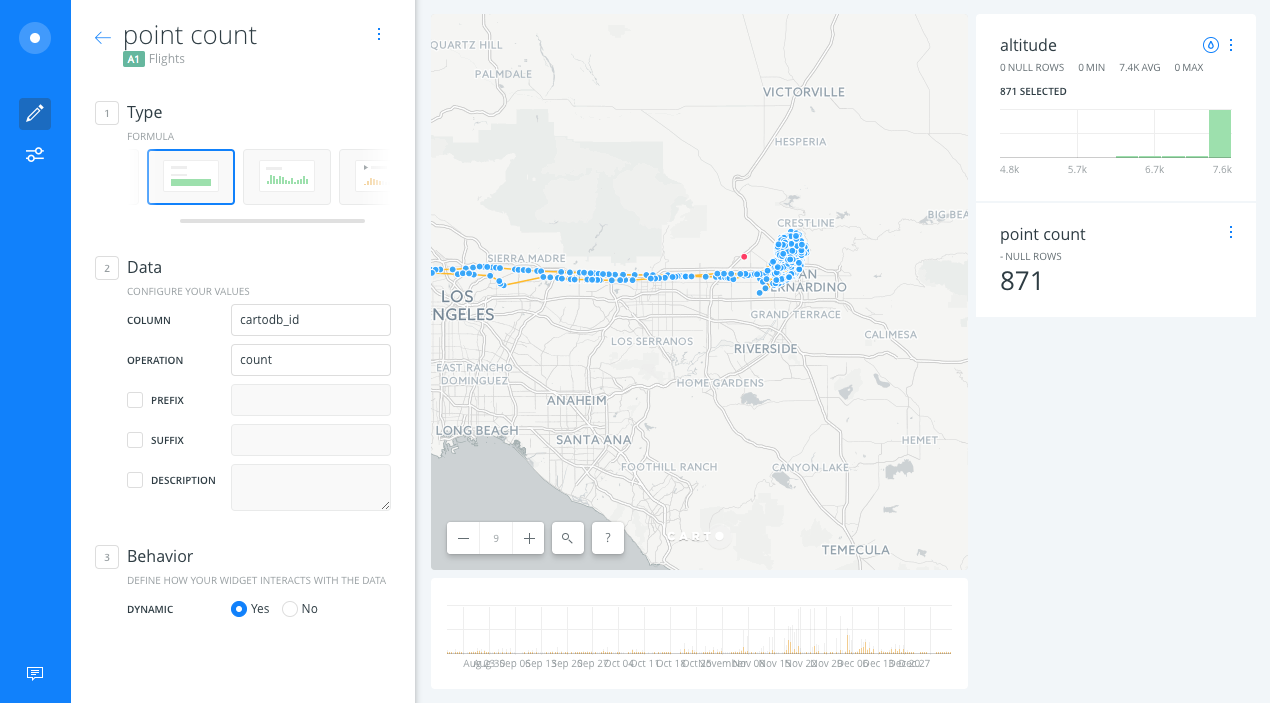 point count
A1 Flights
1 Type
FORMULA
2 Data
CONFIGURE YOUR VALUES
COLUMN cartodb_id
OPERATION count
PREFIX
SUFFIX
DESCRIPTION
3 Behavior
DEFINE HOW YOUR WIDGET INTERACTS WITH THE DATA
DYNAMIC Yes No
QUARTZ HILL
PALMDALE
VICTORVILLE
HESPERIA
CRESTLINE
BIG BEA
SIERRA MADRE
AN
ERNARDINO
LOS
NGELES
GRAND TERRACE
CALIMESA
LOS SERRANOS
RIVERSIDE
EAST RANCHO
DOMINGUEZ
HOME GARDENS
ANAHEIM
LONG BEACH
SANTA ANA
HEMET
FOOTHILL RANCH
CANYON LAKE
TEMECULA
9
?
CART
Sep 06
Sep 13
Sep 20
Sep 27
Oct 04
Oct 11
Oct 18
Oct 25
November
Nov 08
Nov 15
Nov 22
Nov 29
Dec 06
Dec 13
Dec 20
Dec 27
altitude
0 NULL ROWS 0 MIN 7.4K AVG 0 MAX
871 SELECTED
4.8k 5.7k 6.7k 7.6k
point count
- NULL ROWS
871